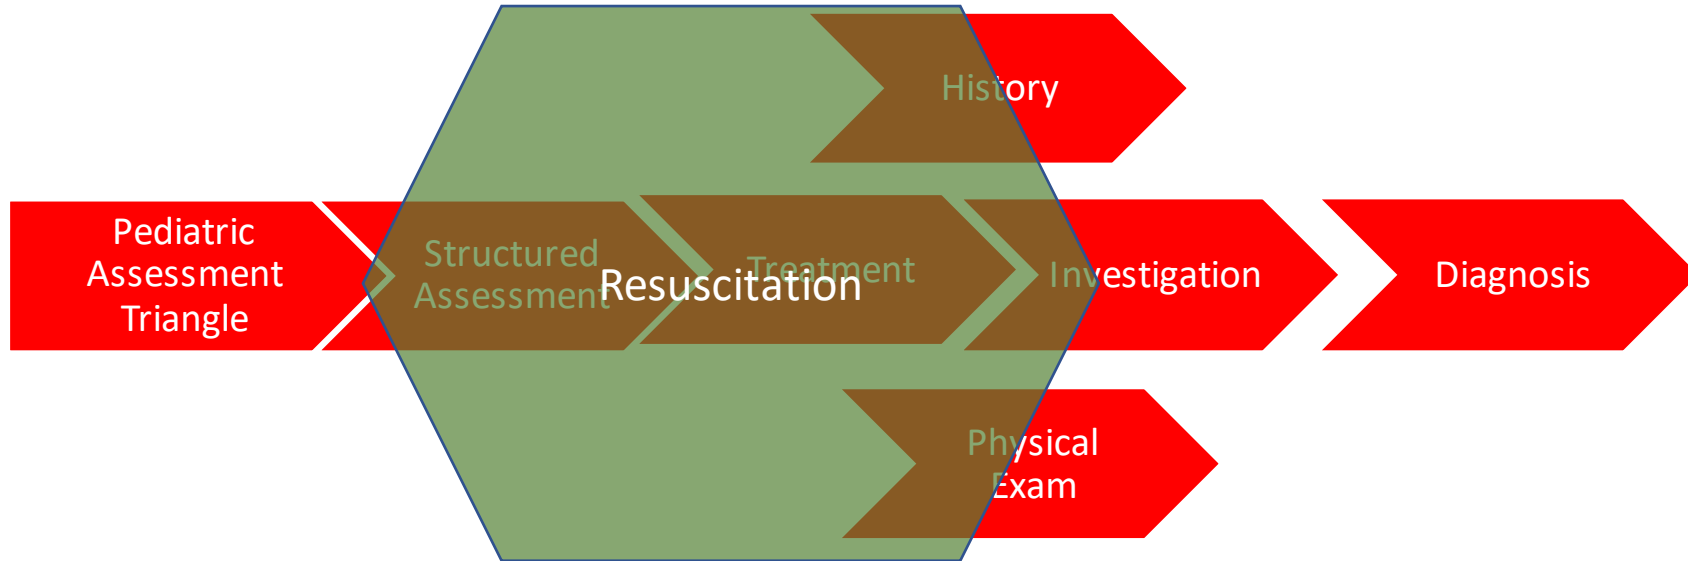 History
Pediatric
Assessment
Triangle
Structured
Assessment
Treatment
Resuscitation
Investigation
Diagnosis
Physical
Exam